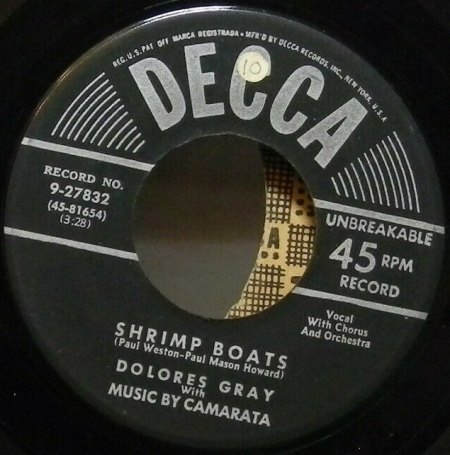 REG. U.S. PAT OFF MARCA REGISTRADA • MF'R'D BY DECCA RECORDS, INC., NEW YORK, U.S.A.
10
DECCA
RECORD NO.
9-27832
(45-81654)
(3:28)
UNBREAKABLE
45 RPM
RECORD
Vocal
With Chorus
And Orchestra
SHRIMP BOATS
(Paul Weston-Paul Mason Howard)
DOLORES GRAY
With
MUSIC BY CAMARATA